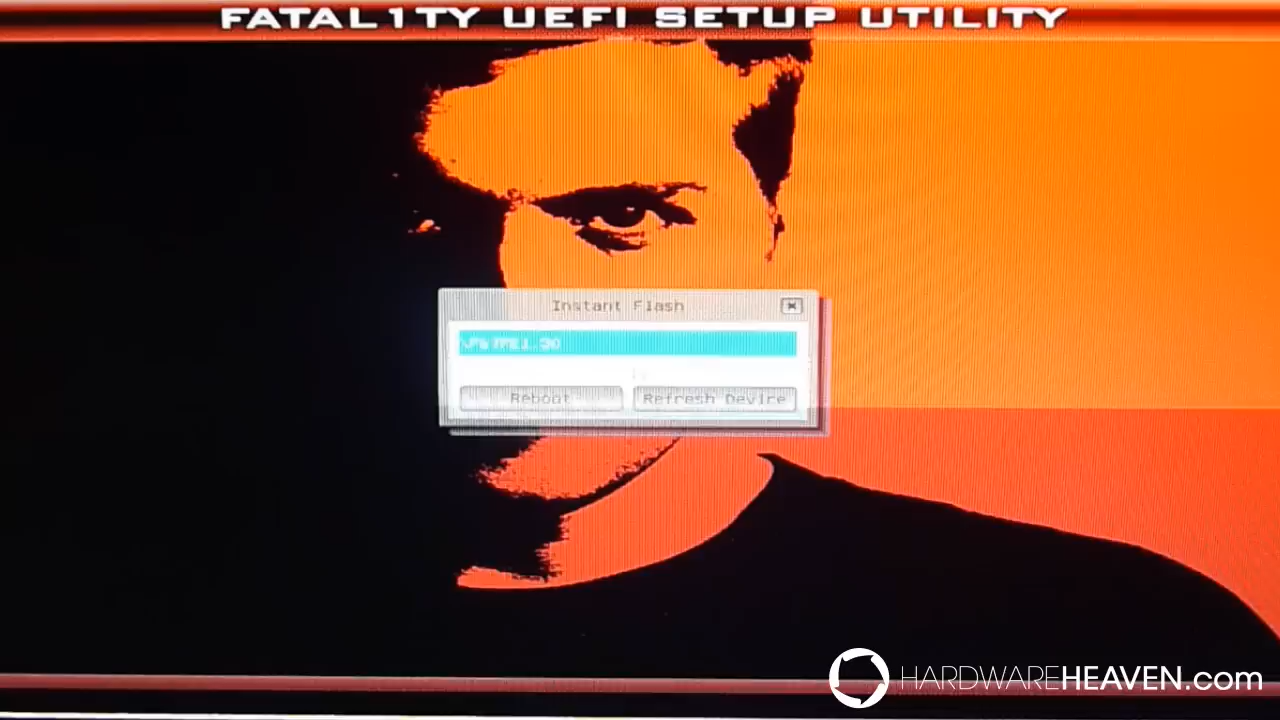 FATAL1TY UEFI SETUP UTILITY
Instant Flash
Reboot
Refresh Device
HARDWAREHEAVEN.com